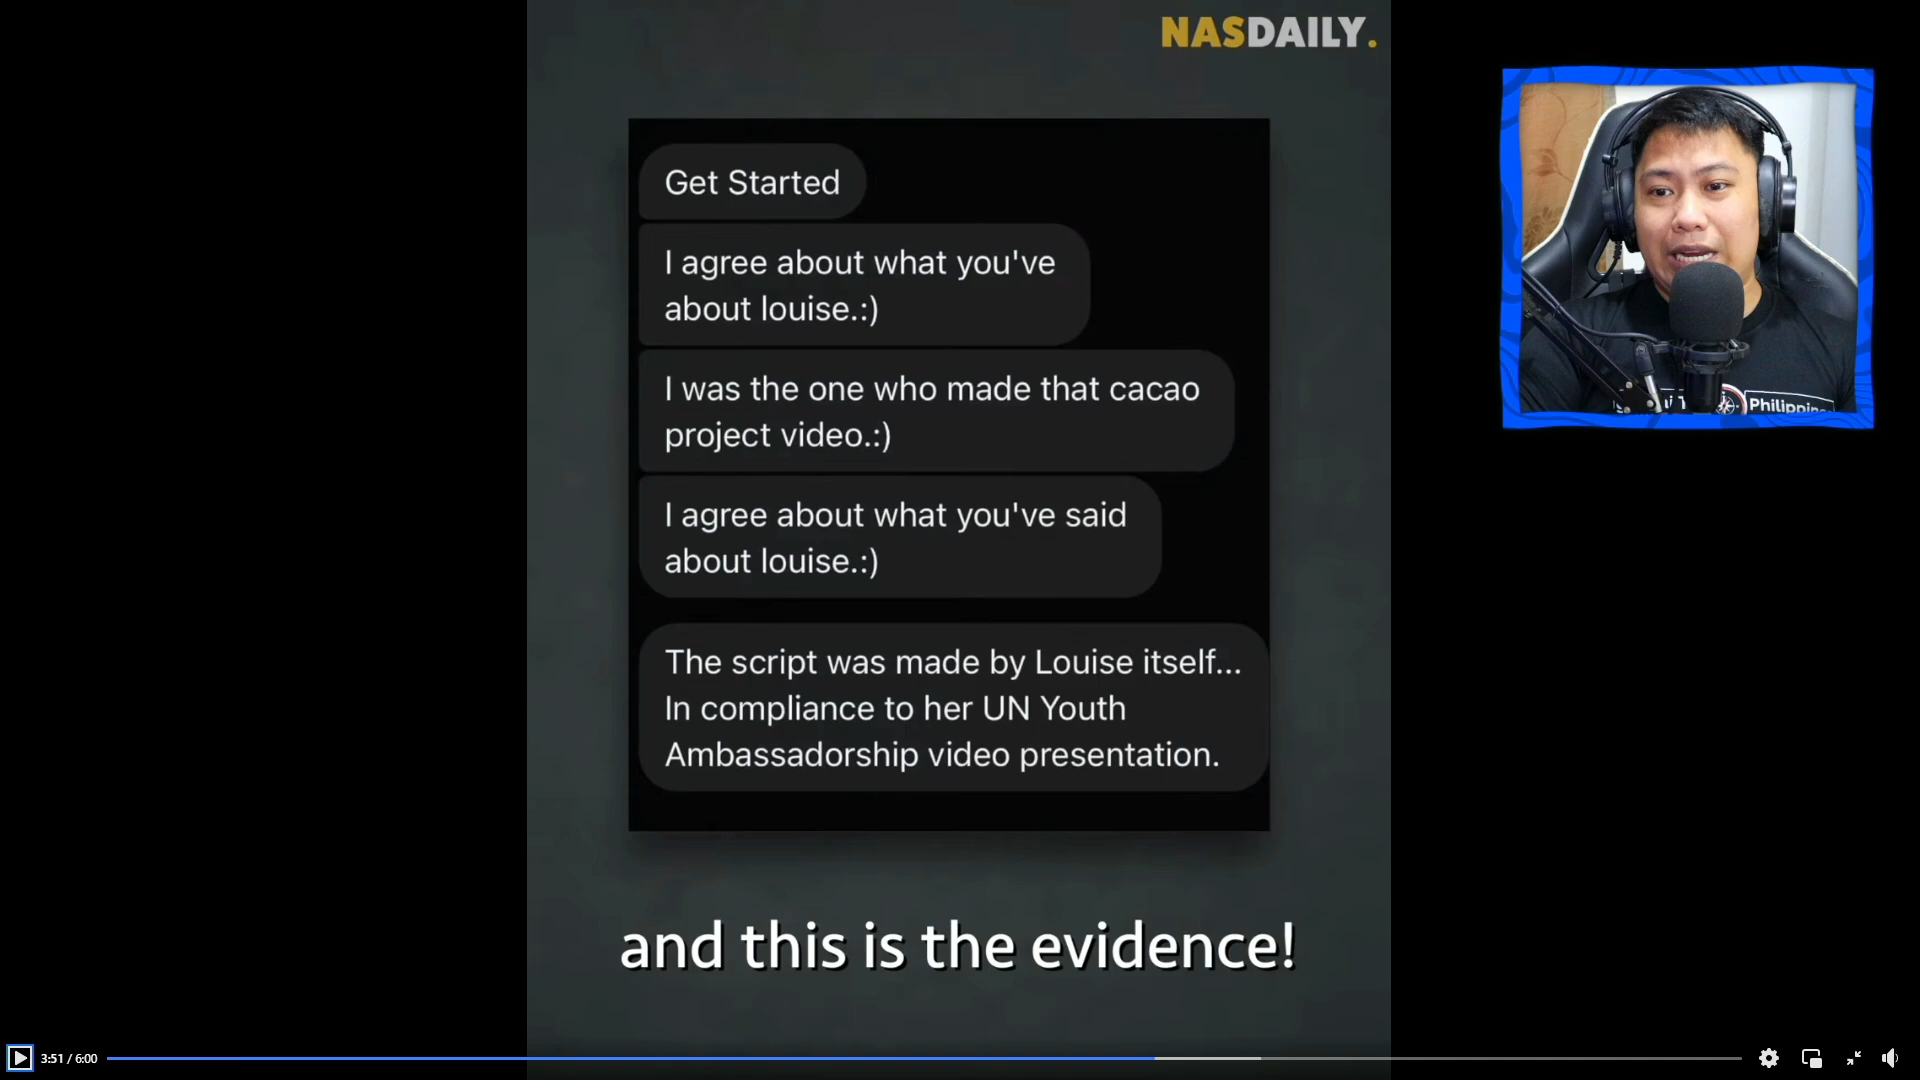 NASDAILY.
Get Started
I agree about what you've
about louise.:)
I was the one who made that cacao
project video.:)
I agree about what you've said
about louise.:)
The script was made by Louise itself...
In compliance to her UN Youth
Ambassadorship video presentation.
and this is the evidence!
Philippines
3:51 / 6:00